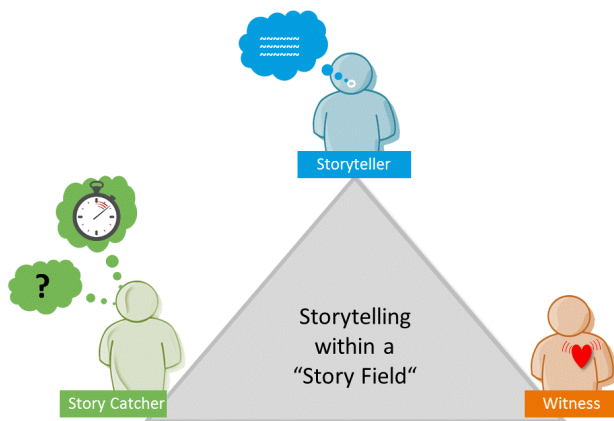 Storyteller
?
Storytelling
within a
“Story Field“
Story Catcher
Witness